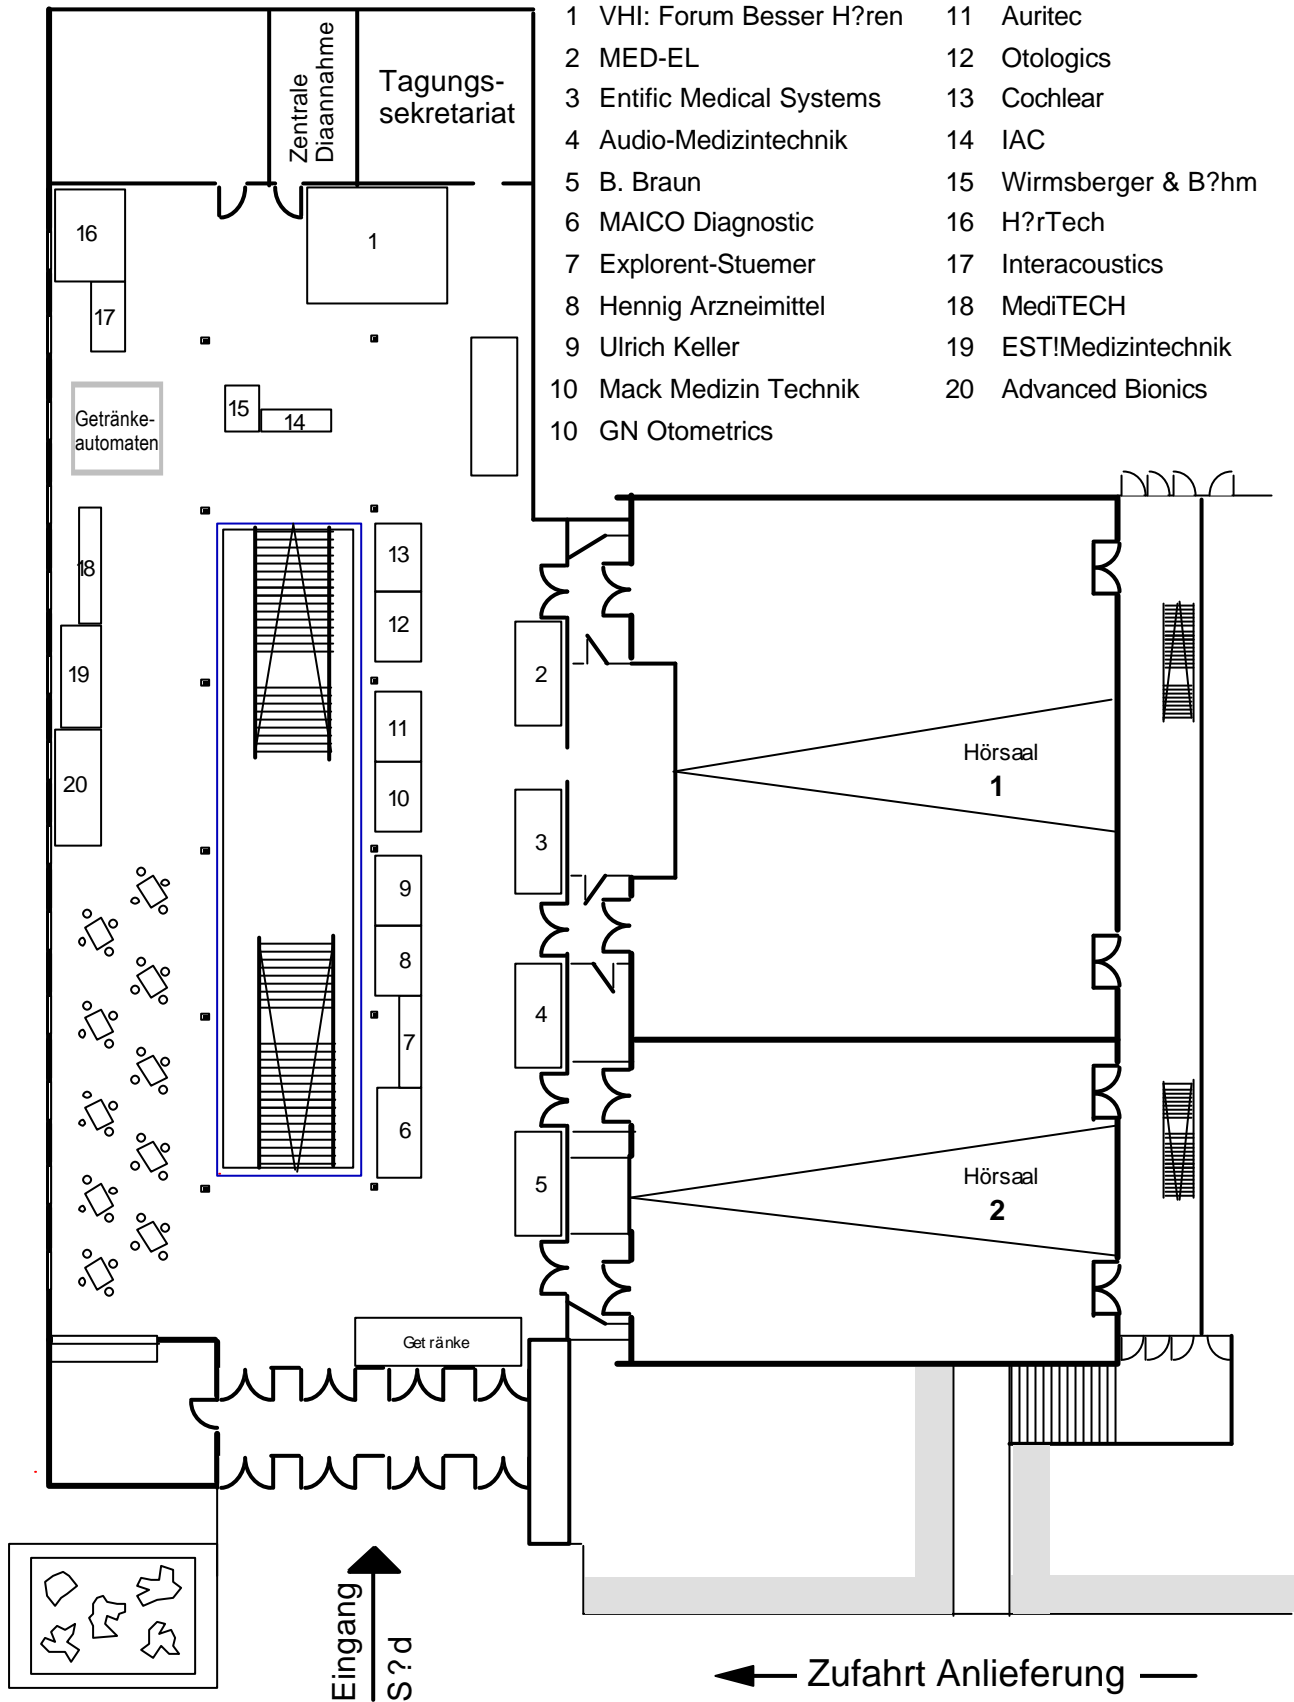 1 VHI: Forum Besser H?ren
2 MED-EL
3 Entific Medical Systems
4 Audio-Medizintechnik
5 B. Braun
6 MAICO Diagnostic
7 Explorent-Stuemer
8 Hennig Arzneimittel
9 Ulrich Keller
10 Mack Medizin Technik
10 GN Otometrics
11 Auritec
12 Otologics
13 Cochlear
14 IAC
15 Wirmsberger & B?hm
16 H?rTech
17 Interacoustics
18 MediTECH
19 EST!Medizintechnik
20 Advanced Bionics
Zentrale
Diaannahme
Tagungs-
sekretariat
16
1
17
Getränke-
automaten
15
14
18
13
12
2
19
11
20
10
3
Hörsaal
1
9
8
4
7
6
5
Hörsaal
2
Getränke
Eingang
S?d
Zufahrt Anlieferung